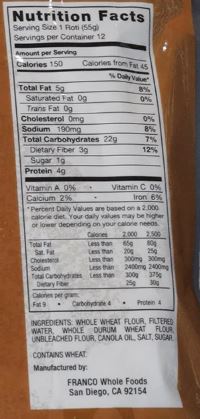 Nutrition Facts
Serving Size 1 Roti (55g)
Servings per Container 12
Amount per Serving
Calories 150 Calories from Fat 45
% Daily Value*
Total Fat 5g 8%
Saturated Fat 0g 0%
Trans Fat 0g
Cholesterol 0mg 0%
Sodium 190mg 8%
Total Carbohydrates 22g 7%
Dietary Fiber 3g 12%
Sugar 1g
Protein 4g
Vitamin A 0% • Vitamin C 0%
Calcium 2% • Iron 6%
*Percent Daily Values are based on a 2,000
calorie diet. Your daily values may be higher
or lower depending on your calorie needs.
Calories 2,000 2,500
Total Fat Less than 65g 80g
Sat. Fat Less than 20g 25g
Cholesterol Less than 300mg 300mg
Sodium Less than 2400mg 2400mg
Total Carbohydrates Less than 300g 375g
Dietary Fiber 25g 30g
Calories per gram:
Fat 9 • Carbohydrate 4 • Protein 4
INGREDIENTS: WHOLE WHEAT FLOUR, FILTERED
WATER, WHOLE DURUM WHEAT FLOUR,
UNBLEACHED FLOUR, CANOLA OIL, SALT, SUGAR.
CONTAINS WHEAT.
Manufactured by:
FRANCO Whole Foods
San Diego, CA 92154